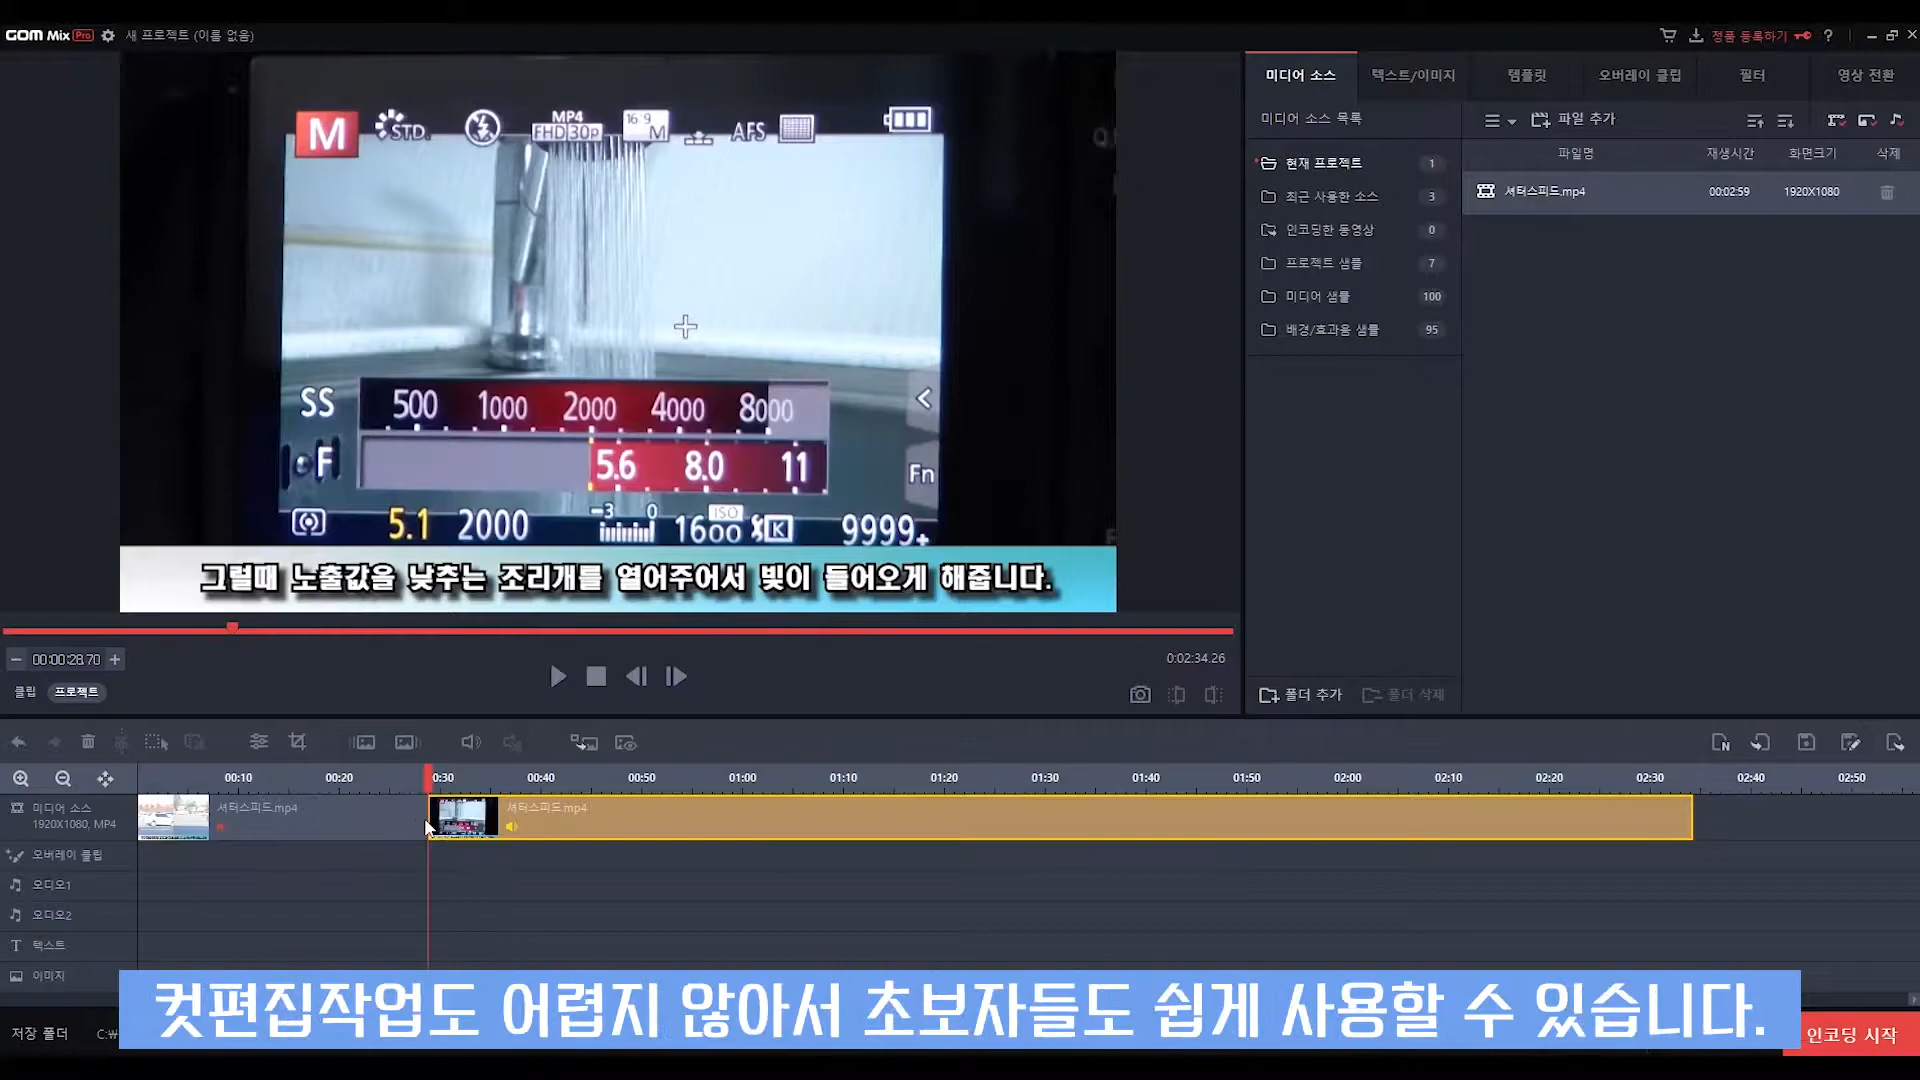 GOM Mix Pro 새 프로젝트 (이름 없음) 정품 등록하기 ?
M STD. MP4 FHD 30p 16:9 M AFS
SS 500 1000 2000 4000 8000
F 5.6 8.0 11 Fn
5.1 2000 -3 0 ISO 1600 K 9999+
그럴때 노출값을 낮추는 조리개를 열어주어서 빛이 들어오게 해줍니다.
00:00:28.70 0:02:34.26
클립 프로젝트
미디어 소스 텍스트/이미지 템플릿 오버레이 클립 필터 영상 전환
미디어 소스 목록 파일 추가
파일명 재생시간 화면크기 삭제
현재 프로젝트 1
셔터스피드.mp4 00:02:59 1920X1080
최근 사용한 소스 3
인코딩한 동영상 0
프로젝트 샘플 7
미디어 샘플 100
배경/효과음 샘플 95
폴더 추가 폴더 삭제
00:10 00:20 0:30 00:40 00:50 01:00 01:10 01:20 01:30 01:40 01:50 02:00 02:10 02:20 02:30 02:40 02:50
미디어 소스
1920X1080, MP4
셔터스피드.mp4 셔터스피드.mp4
오버레이 클립
오디오1
오디오2
텍스트
이미지
컷편집작업도 어렵지 않아서 초보자들도 쉽게 사용할 수 있습니다.
저장 폴더 C:₩ 인코딩 시작